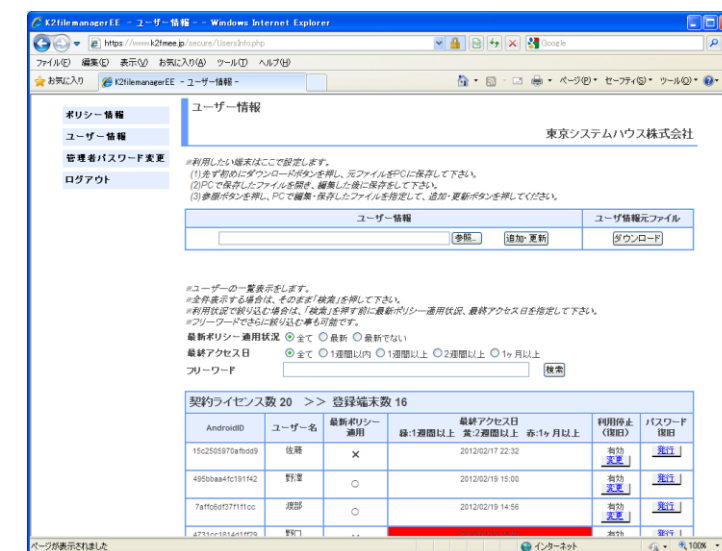 K2filemanagerEE - ユーザー情報 - - Windows Internet Explorer
https://www.k2fmee.jp/secure/UsersInfo.php
Google
ファイル(F) 編集(E) 表示(V) お気に入り(A) ツール(T) ヘルプ(H)
お気に入り K2filemanagerEE - ユーザー情報 -
ページ(P) セーフティ(S) ツール(O)
ポリシー情報
ユーザー情報
管理者パスワード変更
ログアウト
ユーザー情報
東京システムハウス株式会社
※利用したい端末はここで設定します。
(1)先ず初めにダウンロードボタンを押し、元ファイルをPCに保存して下さい。
(2)PCで保存したファイルを開き、編集した後に保存をして下さい。
(3)参照ボタンを押し、PCで編集・保存したファイルを指定して、追加・更新ボタンを押してください。
ユーザー情報 ユーザ情報元ファイル
参照... 追加・更新 ダウンロード
※ユーザーの一覧表示をします。
※全件表示する場合は、そのまま「検索」を押して下さい。
※利用状況で絞り込む場合は、「検索」を押す前に最新ポリシー適用状況、最終アクセス日を指定して下さい。
※フリーワードでさらに絞り込む事も可能です。
最新ポリシー適用状況 全て 最新 最新でない
最終アクセス日 全て 1週間以内 1週間以上 2週間以上 1ヶ月以上
フリーワード 検索
契約ライセンス数 20 >> 登録端末数 16
AndroidID ユーザー名 最新ポリシー適用 最終アクセス日 緑:1週間以上 黄:2週間以上 赤:1ヶ月以上 利用停止(復旧) パスワード復旧
15c2505970afbdd9 佐藤 × 2012/02/17 22:32 有効 変更 発行
495bbaa4fc191f42 野澤 ○ 2012/02/19 15:00 有効 変更 発行
7affc6df37f1f1cc 渡部 ○ 2012/02/19 14:56 有効 変更 発行
4731cc1814d1ff29 野口 有効 発行
ページが表示されました インターネット 100%